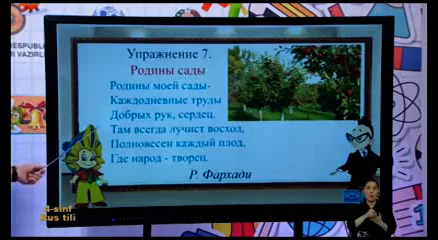 Упражнение 7.
Родины сады
Родины моей сады-
Каждодневные труды
Добрых рук, сердец.
Там всегда лучист восход,
Полновесен каждый плод,
Где народ - творец.
Р. Фархади
4-sinf
Rus tili